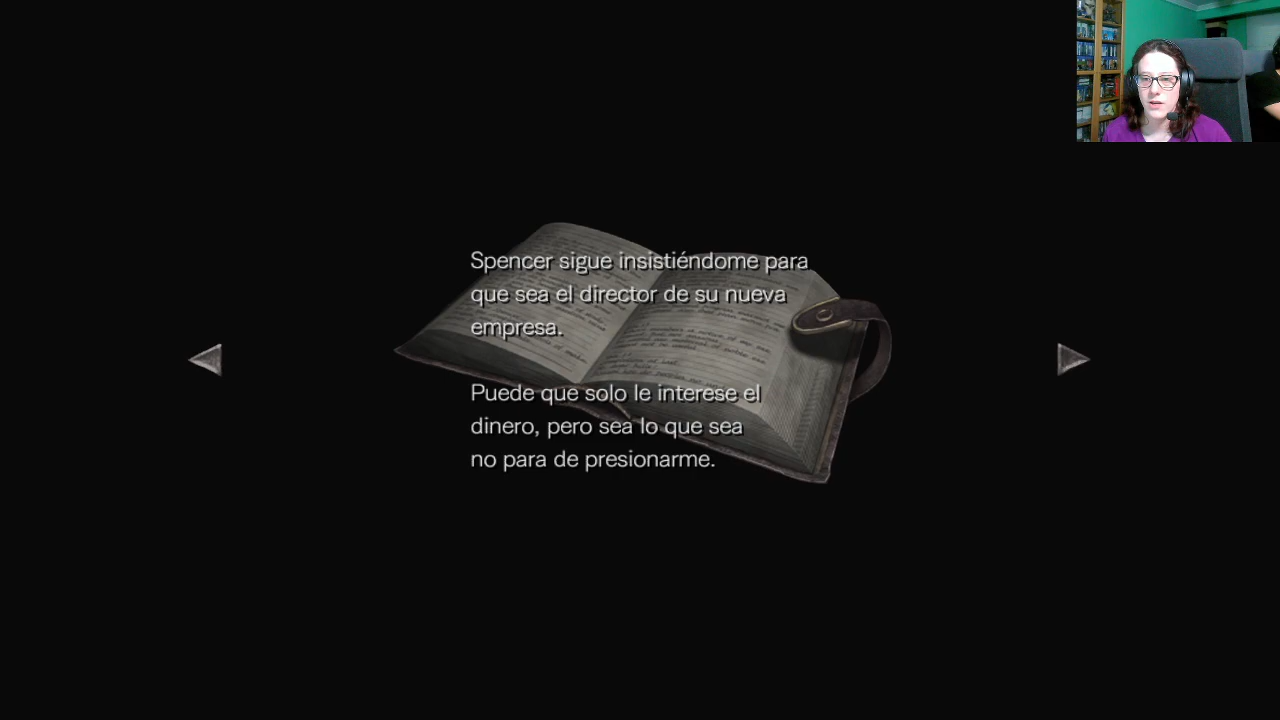 Spencer sigue insistiéndome para
que sea el director de su nueva
empresa.
Puede que solo le interese el
dinero, pero sea lo que sea
no para de presionarme.